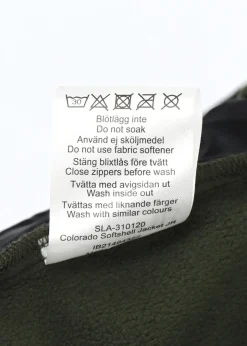 30
Blötlägg inte
Do not soak
Använd ej sköljmedel
Do not use fabric softener
Stäng blixtlås före tvätt
Close zippers before wash
Tvätta med avigsidan ut
Wash inside out
Tvättas med liknande färger
Wash with similar colours
SLA-310120
Colorado Softshell Jacket JR